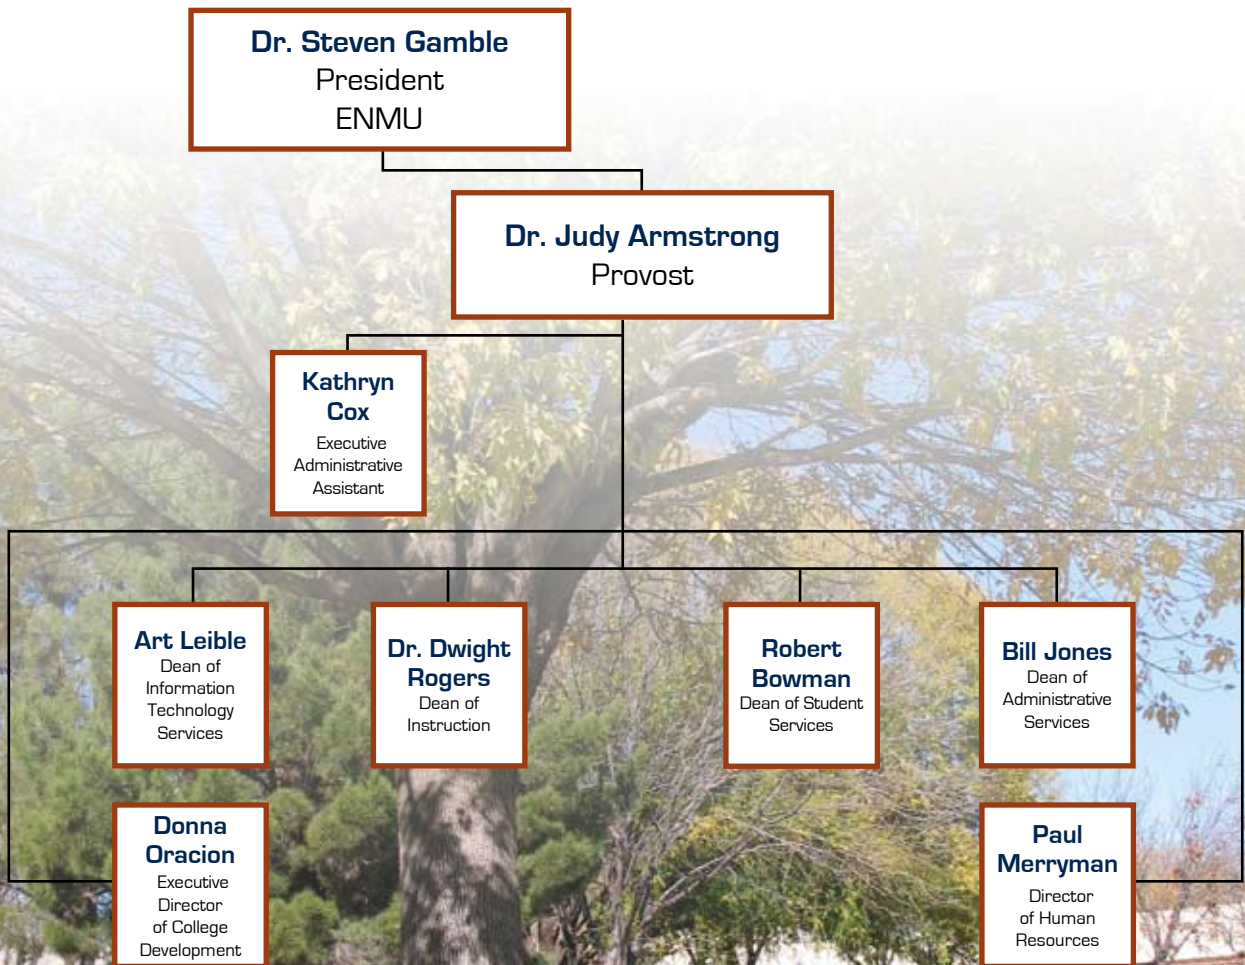 Dr. Steven Gamble
President
ENMU
Dr. Judy Armstrong
Provost
Kathryn
Cox
Executive
Administrative
Assistant
Art Leible
Dean of
Information
Technology
Services
Dr. Dwight
Rogers
Dean of
Instruction
Robert
Bowman
Dean of Student
Services
Bill Jones
Dean of
Administrative
Services
Donna
Oracion
Executive
Director
of College
Development
Paul
Merryman
Director
of Human
Resources